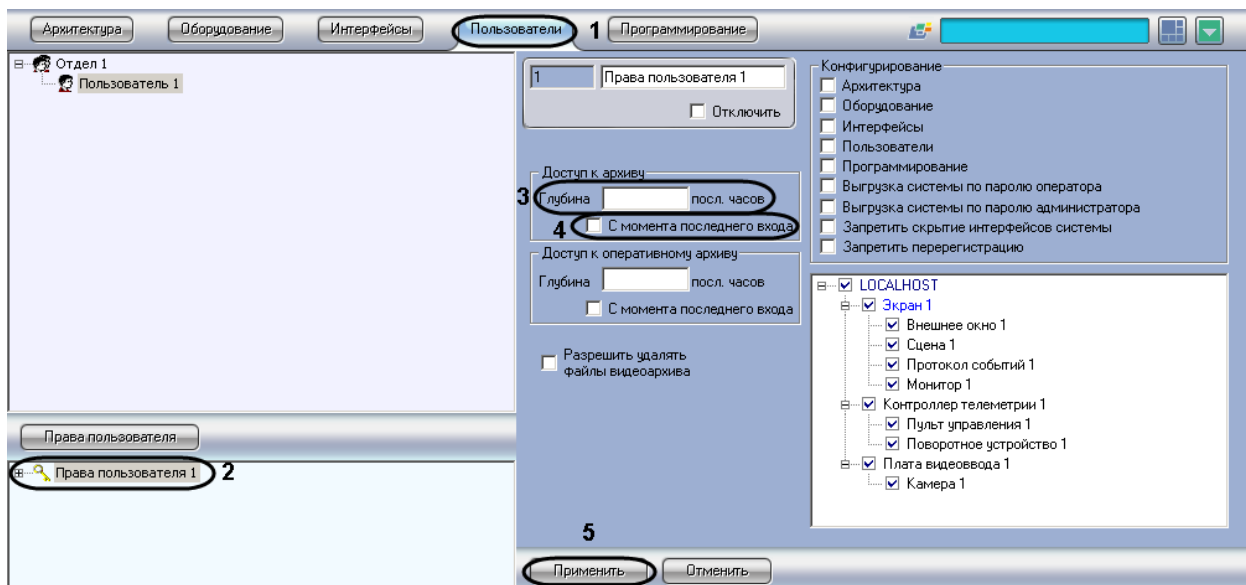 Архитектура Оборудование Интерфейсы Пользователи 1 Программирование
Отдел 1
Пользователь 1
Права пользователя
Права пользователя 1 2
1 Права пользователя 1
Отключить
Доступ к архиву
3 Глубина посл. часов
4 С момента последнего входа
Доступ к оперативному архиву
Глубина посл. часов
С момента последнего входа
Разрешить удалять
файлы видеоархива
Конфигурирование
Архитектура
Оборудование
Интерфейсы
Пользователи
Программирование
Выгрузка системы по паролю оператора
Выгрузка системы по паролю администратора
Запретить скрытие интерфейсов системы
Запретить перерегистрацию
LOCALHOST
Экран 1
Внешнее окно 1
Сцена 1
Протокол событий 1
Монитор 1
Контроллер телеметрии 1
Пульт управления 1
Поворотное устройство 1
Плата видеоввода 1
Камера 1
5
Применить Отменить